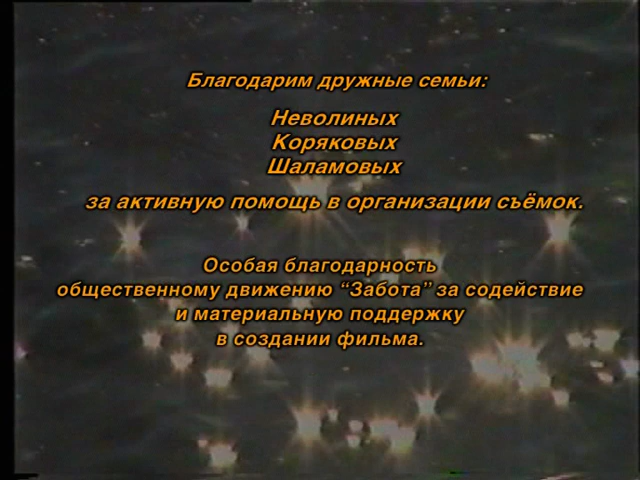 Благодарим дружные семьи:
Неволиных
Коряковых
Шаламовых
за активную помощь в организации съёмок.
Особая благодарность
общественному движению “Забота” за содействие
и материальную поддержку
в создании фильма.